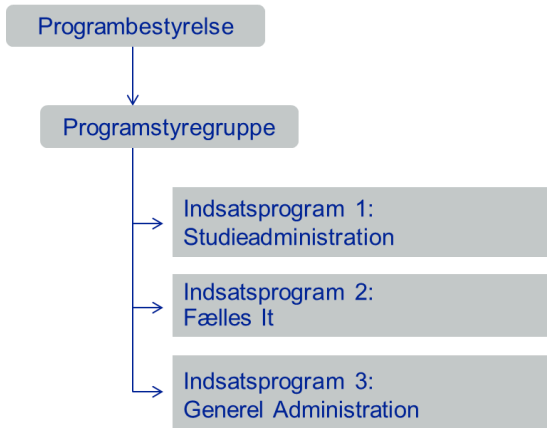 Programbestyrelse
Programstyregruppe
Indsatsprogram 1:
Studieadministration
Indsatsprogram 2:
Fælles It
Indsatsprogram 3:
Generel Administration